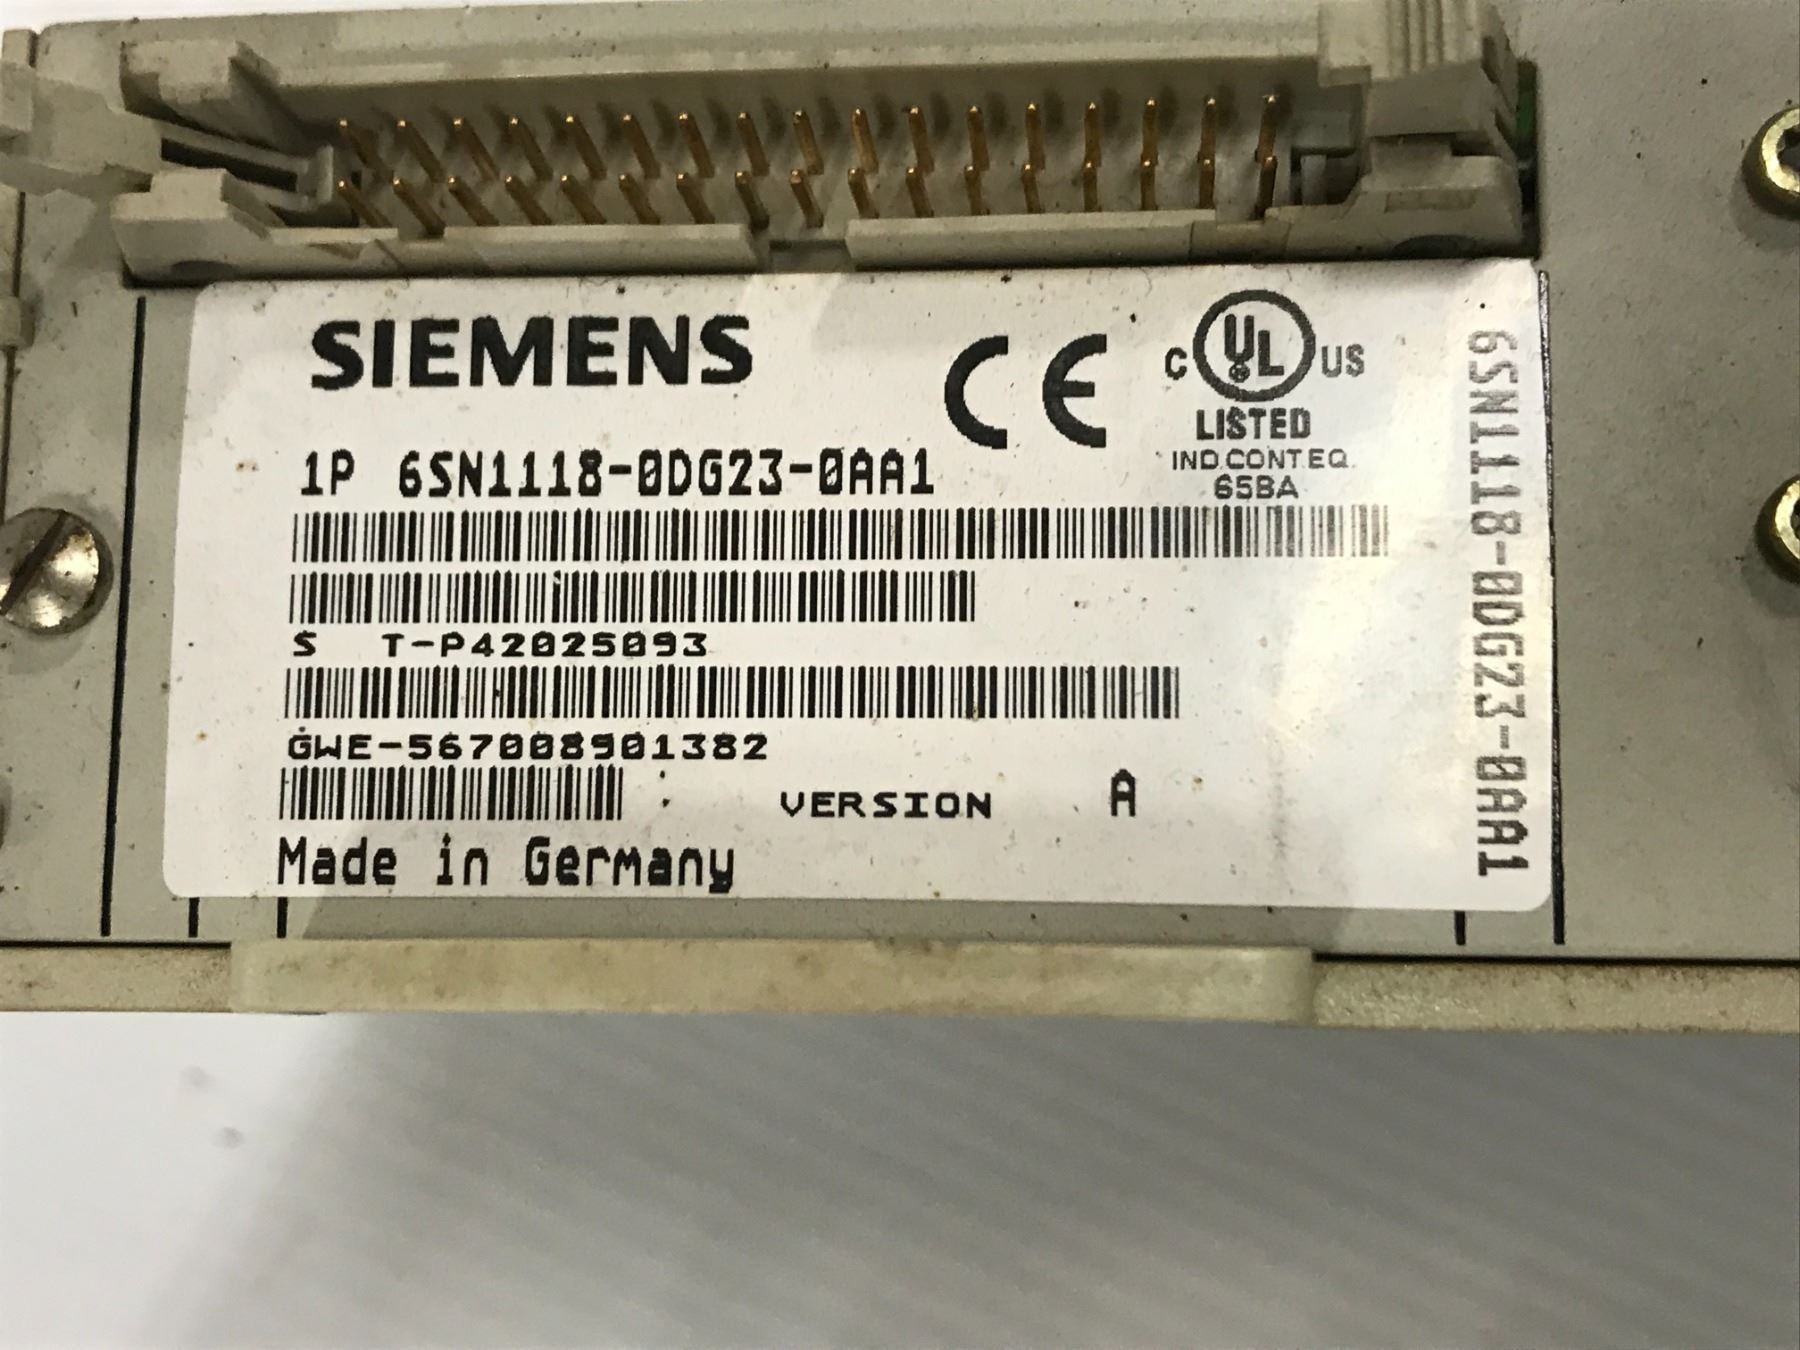 SIEMENS
CE
C UL US
LISTED
IND.CONT.EQ.
65BA
1P 6SN1118-0DG23-0AA1
S T-P42025093
GWE-567008901382
VERSION A
Made in Germany
6SN1118-0DG23-0AA1